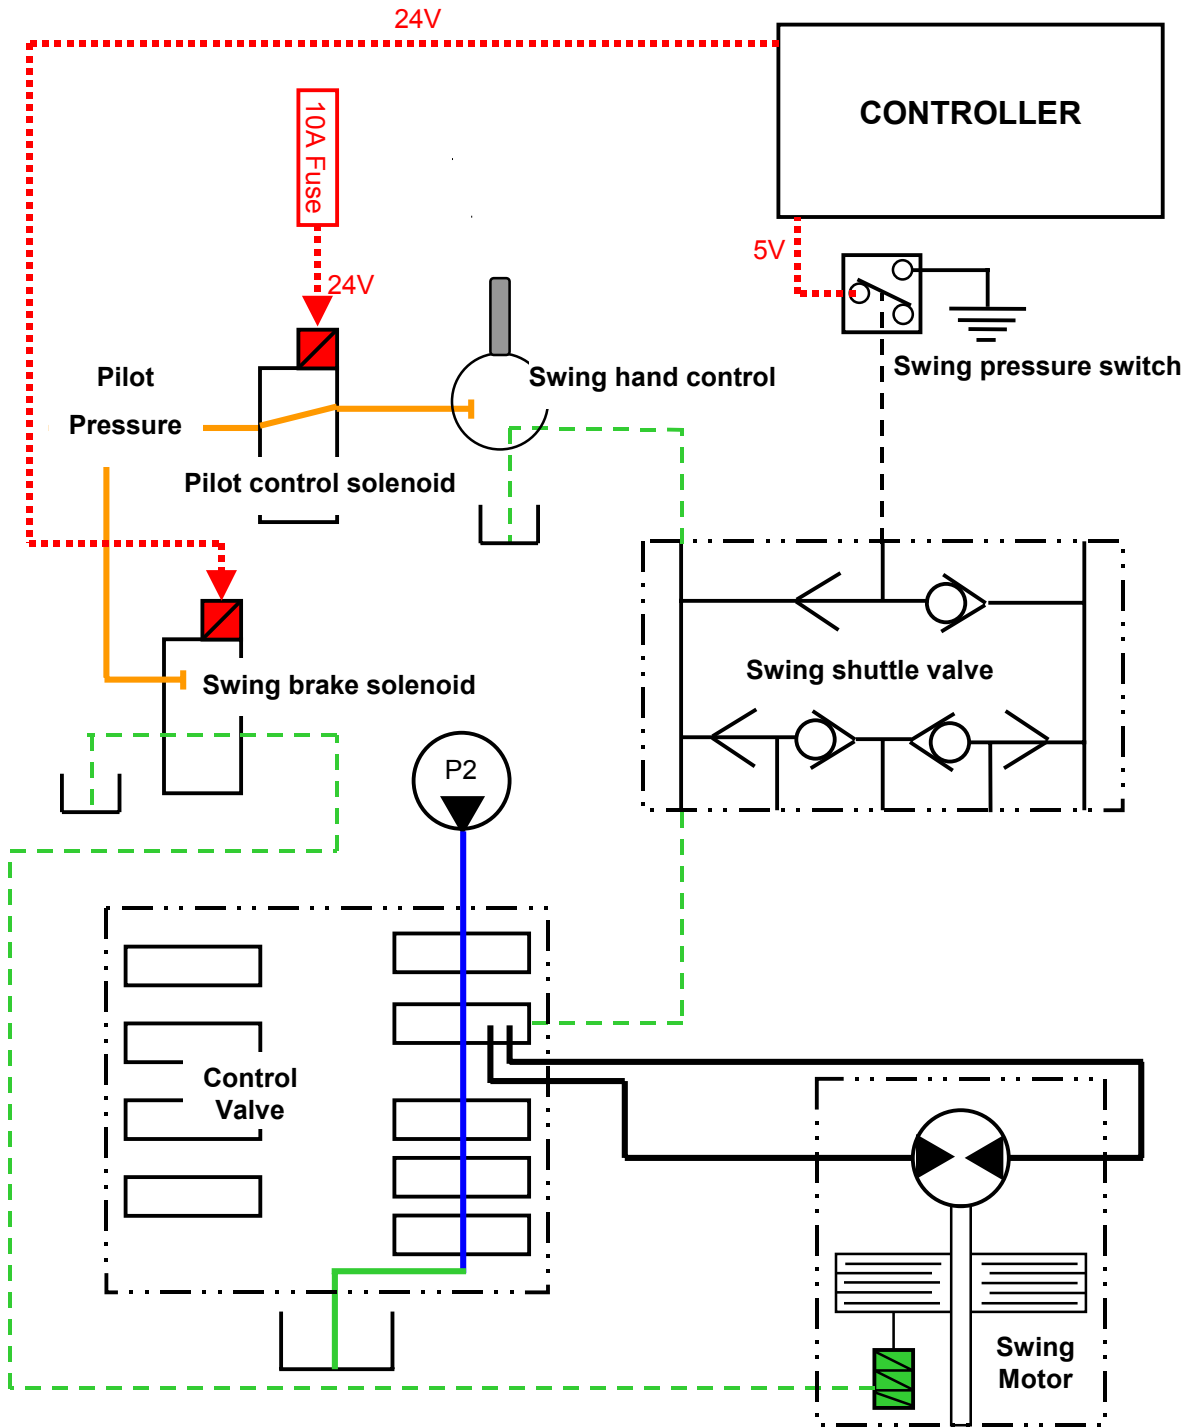 24V
CONTROLLER
10A Fuse
5V
24V
Swing pressure switch
Pilot
Pressure
Swing hand control
Pilot control solenoid
Swing shuttle valve
Swing brake solenoid
P2
Control
Valve
Swing
Motor